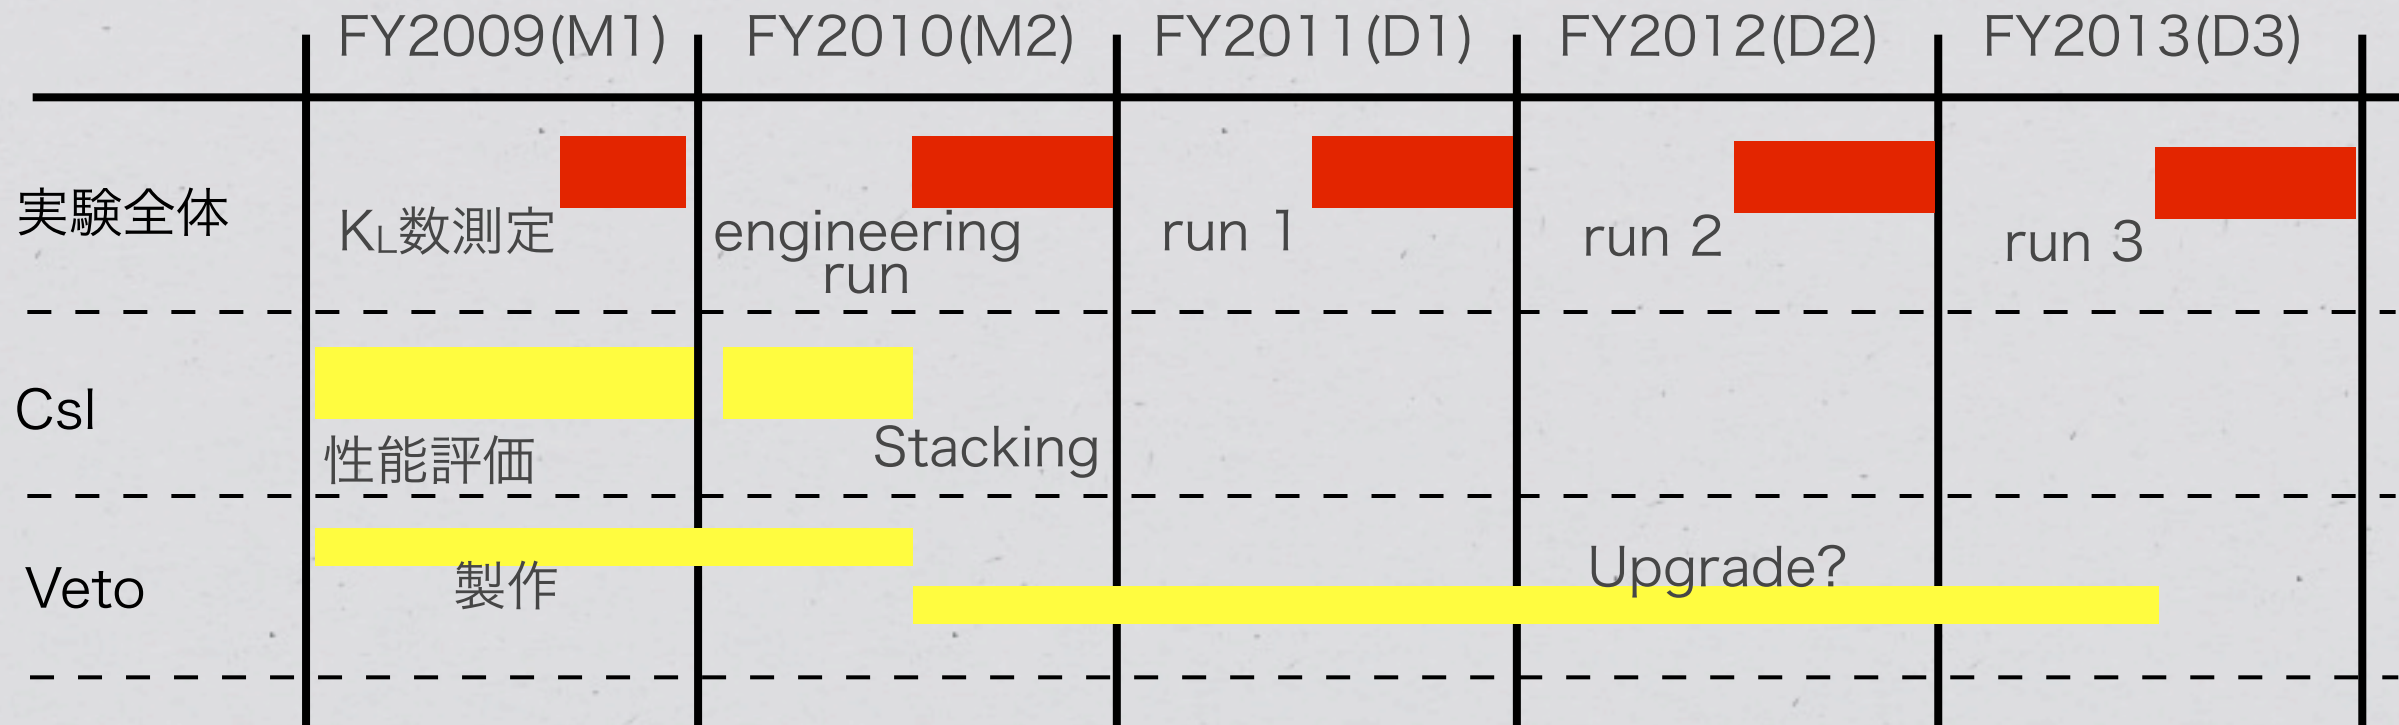 FY2009(M1) FY2010(M2) FY2011(D1) FY2012(D2) FY2013(D3)
実験全体
KL数測定
engineering
run
run 1
run 2
run 3
CsI
性能評価
Stacking
Veto
製作
Upgrade?